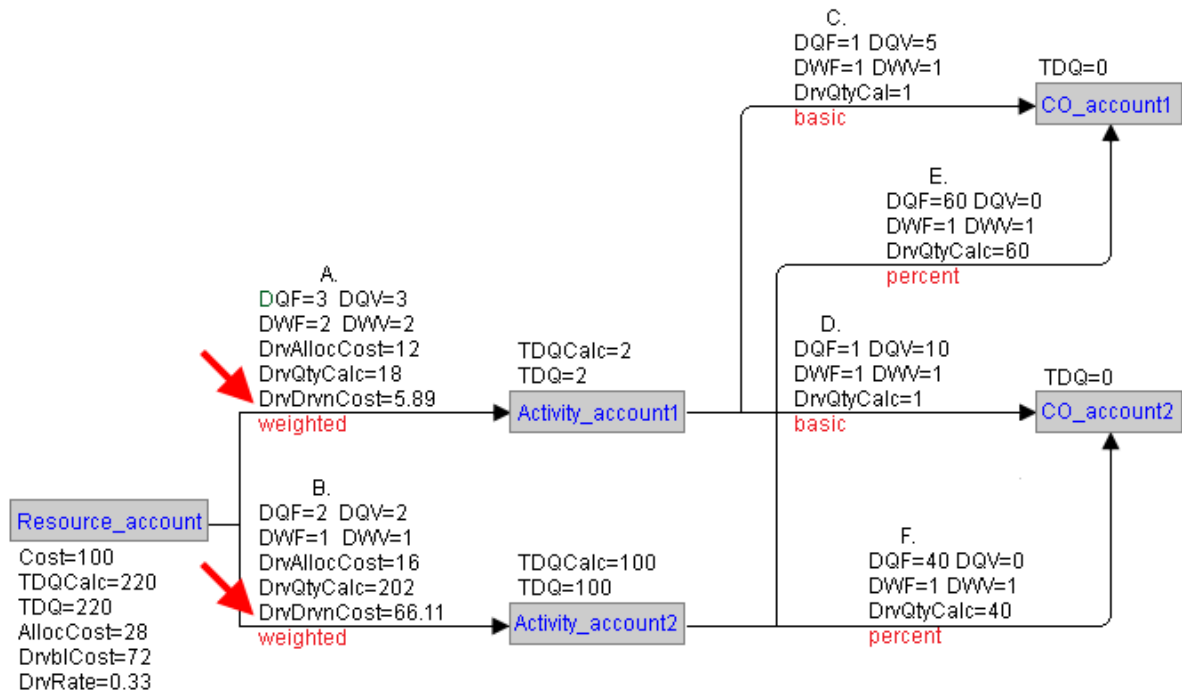 C.
DQF=1 DQV=5
DWF=1 DWV=1
DrvQtyCal=1
basic
TDQ=0
CO_account1
E.
DQF=60 DQV=0
DWF=1 DWV=1
DrvQtyCalc=60
percent
A.
DQF=3 DQV=3
DWF=2 DWV=2
DrvAllocCost=12
DrvQtyCalc=18
DrvDrvnCost=5.89
weighted
TDQCalc=2
TDQ=2
Activity_account1
D.
DQF=1 DQV=10
DWF=1 DWV=1
DrvQtyCalc=1
basic
TDQ=0
CO_account2
B.
DQF=2 DQV=2
DWF=1 DWV=1
DrvAllocCost=16
DrvQtyCalc=202
DrvDrvnCost=66.11
weighted
Resource_account
Cost=100
TDQCalc=220
TDQ=220
AllocCost=28
DrvblCost=72
DrvRate=0.33
TDQCalc=100
TDQ=100
Activity_account2
F.
DQF=40 DQV=0
DWF=1 DWV=1
DrvQtyCalc=40
percent